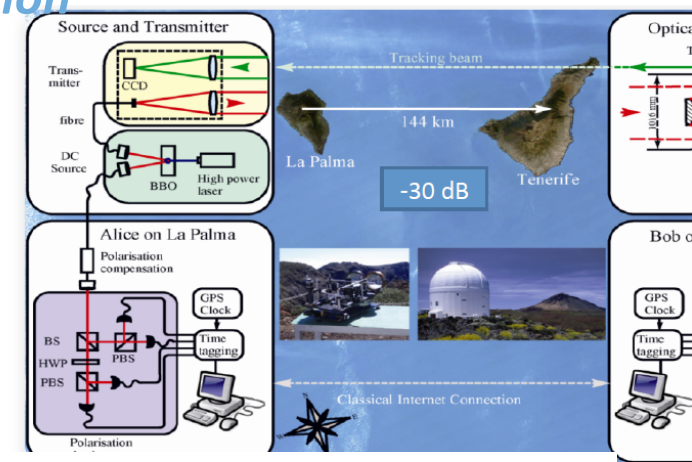 ion
Source and Transmitter
Trans-
mitter
CCD
fibre
DC
Source
BBO
High power
laser
Tracking beam
144 km
La Palma
Tenerife
-30 dB
Optica
T
Alice on La Palma
Polarisation
compensation
GPS
Clock
BS
PBS
Time
tagging
HWP
PBS
Polarisation
Classical Internet Connection
Bob o
GPS
Clock
Time
tagging